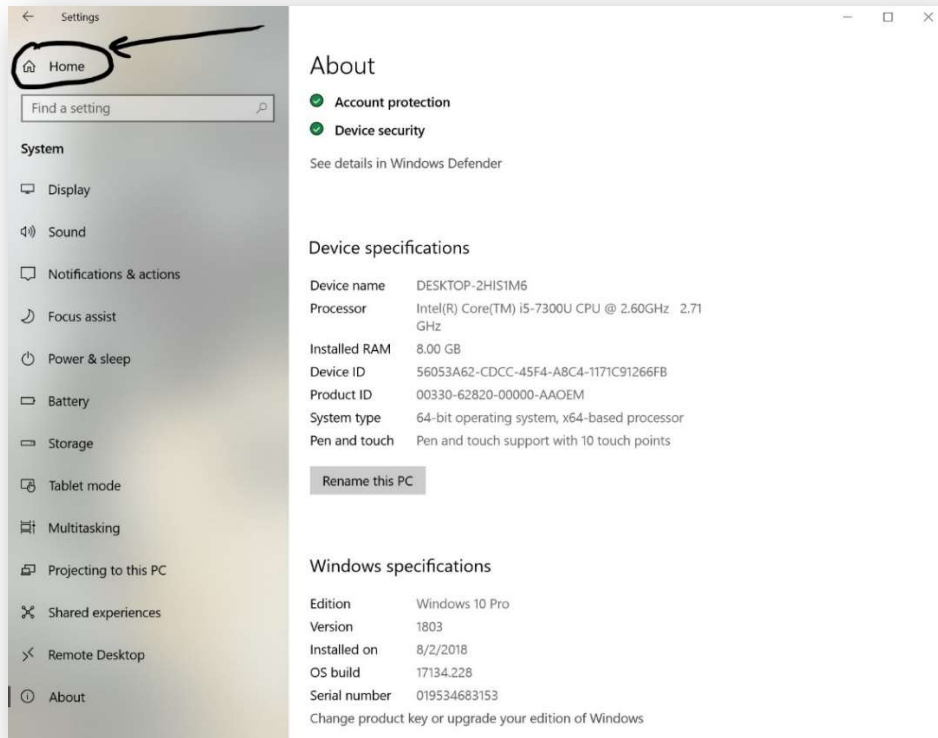 Settings
Home
Find a setting
System
Display
Sound
Notifications & actions
Focus assist
Power & sleep
Battery
Storage
Tablet mode
Multitasking
Projecting to this PC
Shared experiences
Remote Desktop
About
About
Account protection
Device security
See details in Windows Defender
Device specifications
Device name DESKTOP-2HIS1M6
Processor Intel(R) Core(TM) i5-7300U CPU @ 2.60GHz 2.71
GHz
Installed RAM 8.00 GB
Device ID 56053A62-CDCC-45F4-A8C4-1171C91266FB
Product ID 00330-62820-00000-AAOEM
System type 64-bit operating system, x64-based processor
Pen and touch Pen and touch support with 10 touch points
Rename this PC
Windows specifications
Edition Windows 10 Pro
Version 1803
Installed on 8/2/2018
OS build 17134.228
Serial number 019534683153
Change product key or upgrade your edition of Windows